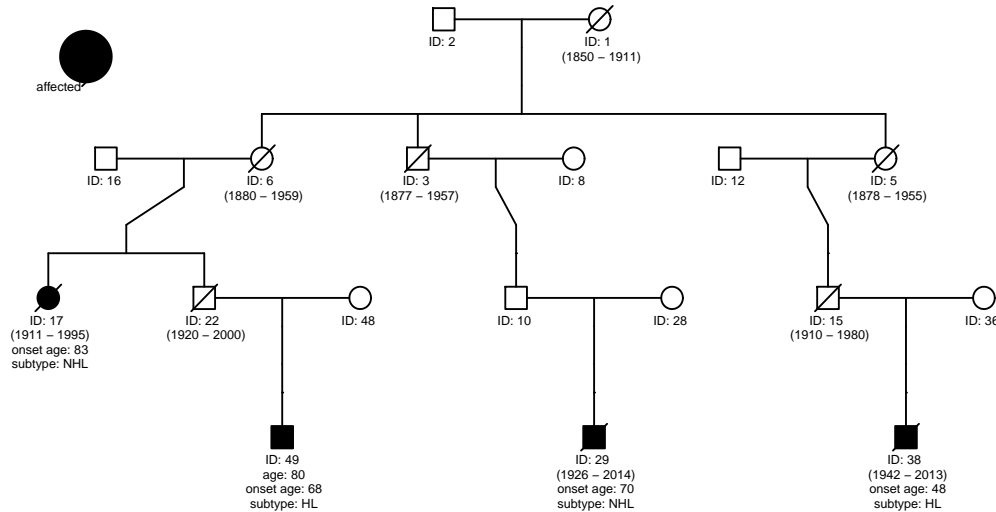 ID: 2
ID: 1
(1850 – 1911)
affected
ID: 16
ID: 6
(1880 – 1959)
ID: 3
(1877 – 1957)
ID: 8
ID: 12
ID: 5
(1878 – 1955)
ID: 17
(1911 – 1995)
onset age: 83
subtype: NHL
ID: 22
(1920 – 2000)
ID: 48
ID: 10
ID: 28
ID: 15
(1910 – 1980)
ID: 36
ID: 49
age: 80
onset age: 68
subtype: HL
ID: 29
(1926 – 2014)
onset age: 70
subtype: NHL
ID: 38
(1942 – 2013)
onset age: 48
subtype: HL